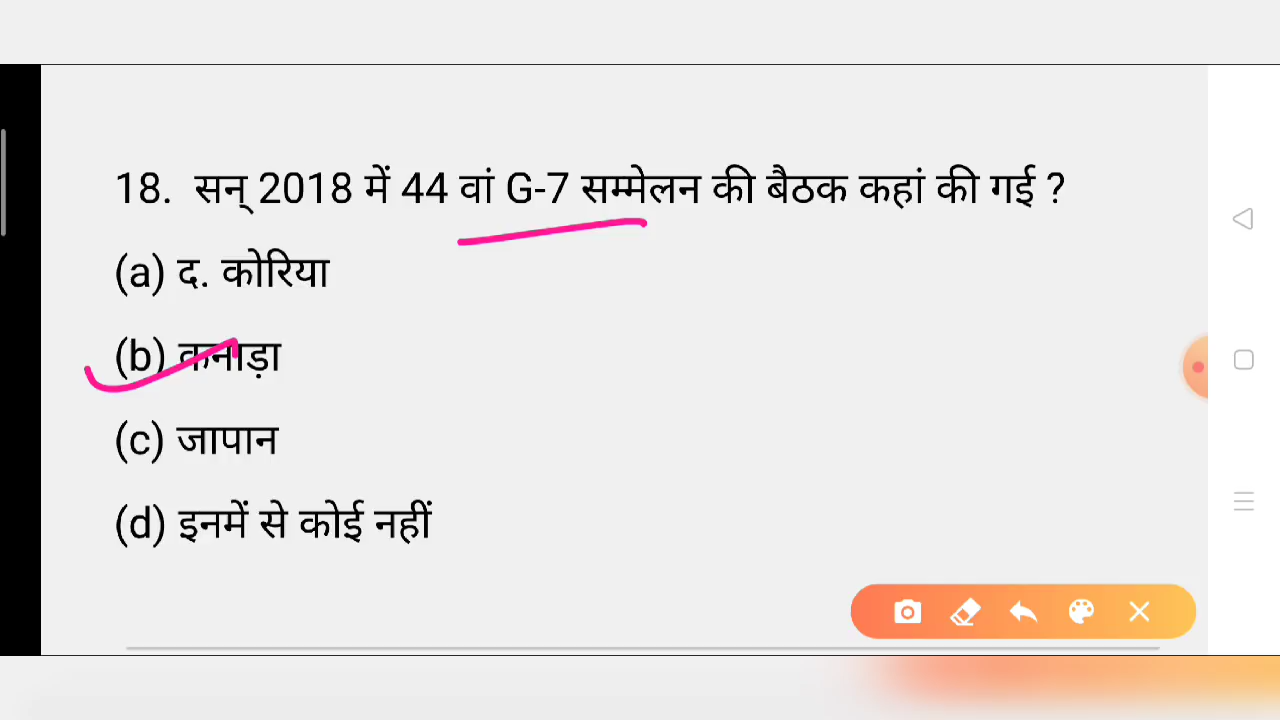 18. सन् 2018 में 44 वां G-7 सम्मेलन की बैठक कहां की गई ?
(a) द. कोरिया
(b) कनाड़ा
(c) जापान
(d) इनमें से कोई नहीं